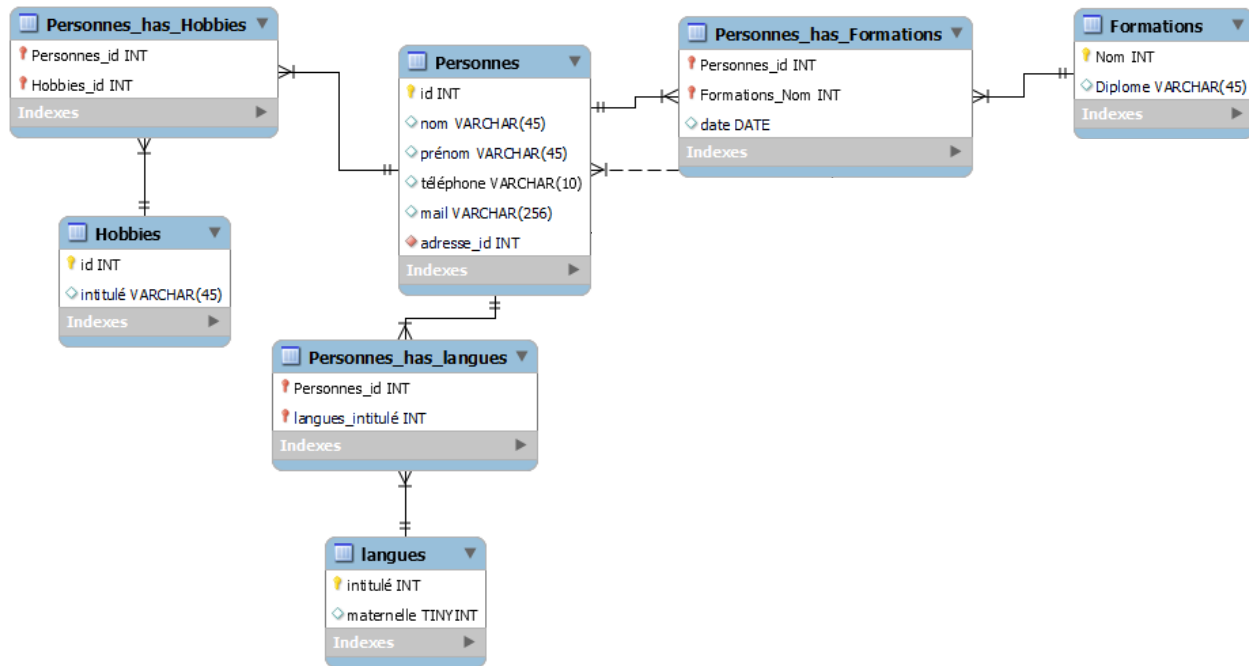 Personnes_has_Hobbies
Personnes_id INT
Hobbies_id INT
Indexes
Personnes
id INT
nom VARCHAR(45)
prénom VARCHAR(45)
téléphone VARCHAR(10)
mail VARCHAR(256)
adresse_id INT
Indexes
Personnes_has_Formations
Personnes_id INT
Formations_Nom INT
date DATE
Indexes
Formations
Nom INT
Diplome VARCHAR(45)
Indexes
Hobbies
id INT
intitulé VARCHAR(45)
Indexes
Personnes_has_langues
Personnes_id INT
langues_intitulé INT
Indexes
langues
intitulé INT
maternelle TINYINT
Indexes